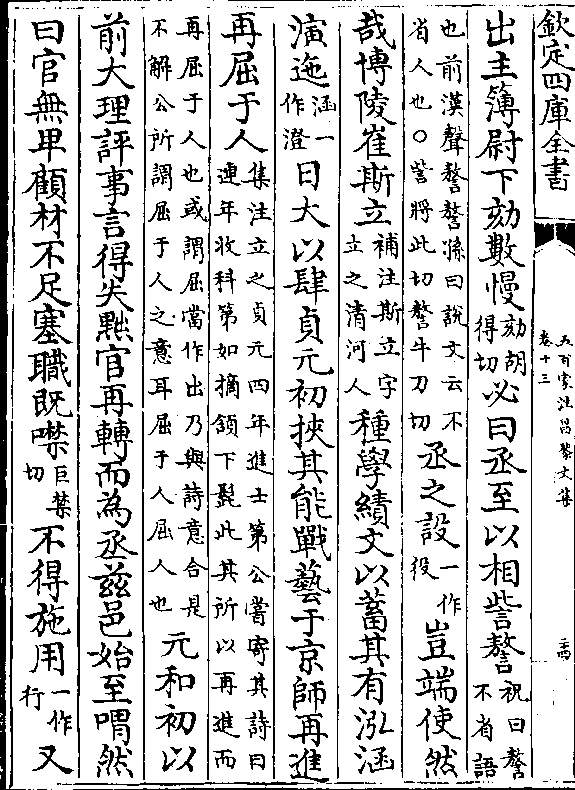 欽定四庫全書
五百家注昌黎文集
卷十三
二十四
出主簿尉下劾數慢劾胡得切必曰丞至以相訾謷祝曰謷不省語
也前漢聲謷謷孫曰說文云不省人也○訾將此切謷牛刀切丞之設一作役豈端使然
哉博陵崔斯立補注斯立字立之清河人種學績文以蓄其有泓涵
演迤涵一作澄日大以肆貞元初挾其能戰藝于京師再進
再屈于人集注立之貞元四年進士第公嘗寄其詩曰連年收科第如摘頷下髭此其所以再進而
再屈于人也或謂屈當作出乃與詩意合是不解公所謂屈于人之意耳屈于人屈人也元和初以
前大理評事言得失黜官再轉而為丞兹邑始至喟然
曰官無卑顧材不足塞職既噤巨禁切不得施用一作行又